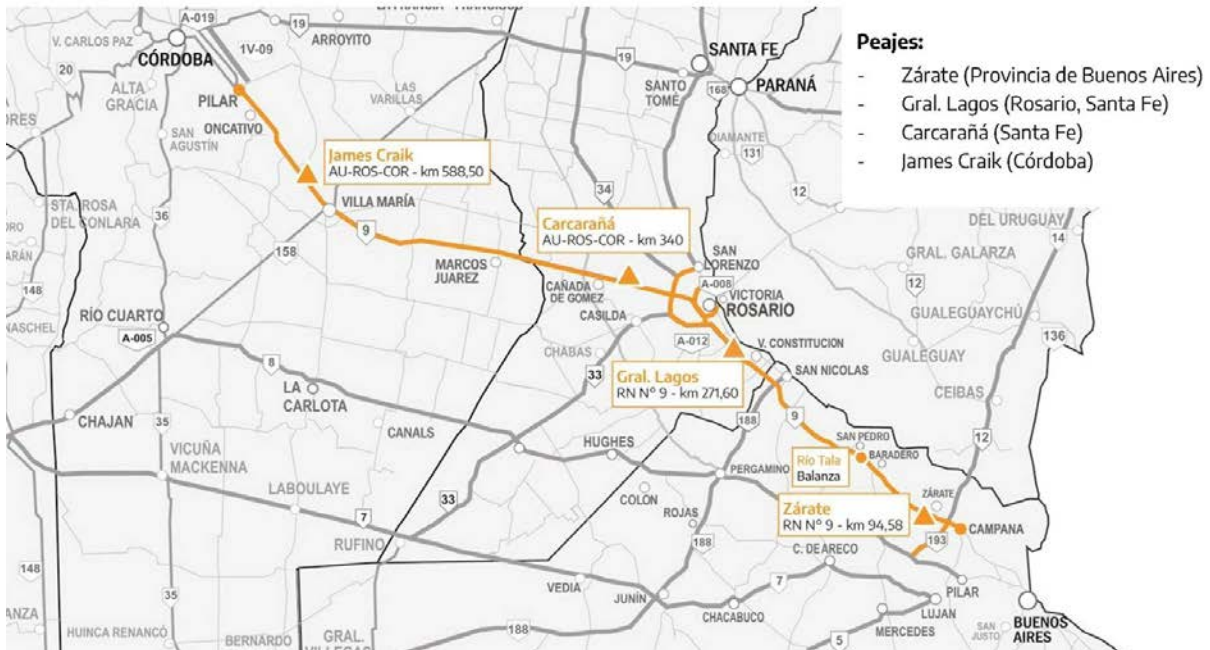 Peajes:
- Zárate (Provincia de Buenos Aires)
- Gral. Lagos (Rosario, Santa Fe)
- Carcarañá (Santa Fe)
- James Craik (Córdoba)
A-019
19
V. CARLOS PAZ
CÓRDOBA
1V-09
ARROYITO
20
ALTA
GRACIA
PILAR
ONCATIVO
LAS
VARILLAS
SAN
AGUSTÍN
19
SANTA FE
SANTO
TOMÉ
168
PARANÁ
DIAMANTE
131
12
James Craik
AU-ROS-COR - km 588,50
STA. ROSA
DEL CONLARA
36
VILLA MARÍA
9
158
34
Carcarañá
AU-ROS-COR - km 340
MARCOS
JUAREZ
CAÑADA
DE GOMEZ
SAN
LORENZO
A-008
VICTORIA
ROSARIO
DEL URUGUAY
14
GRAL. GALARZA
12
GUALEGUAYCHÚ
136
GUALEGUAY
148
NASCHEL
RÍO CUARTO
A-005
CASILDA
CHABAS
A-012
V. CONSTITUCION
SAN NICOLAS
Gral. Lagos
RN N° 9 - km 271,60
33
8
LA
CARLOTA
CEIBAS
CHAJAN
35
CANALS
188
9
12
VICUÑA
MACKENNA
HUGHES
SAN PEDRO
BARADERO
Río Tala
Balanza
PERGAMINO
LABOULAYE
33
COLON
ROJAS
ZÁRATE
Zárate
RN N° 9 - km 94,58
CAMPANA
7
RUFINO
188
C. DE ARECO
193
148
35
VEDIA
JUNÍN
7
CHACABUCO
PILAR
LUJAN
MERCEDES
BUENOS
AIRES
SAN
JUSTO
HUINCA RENANCÓ
BERNARDO
GRAL.
188
5